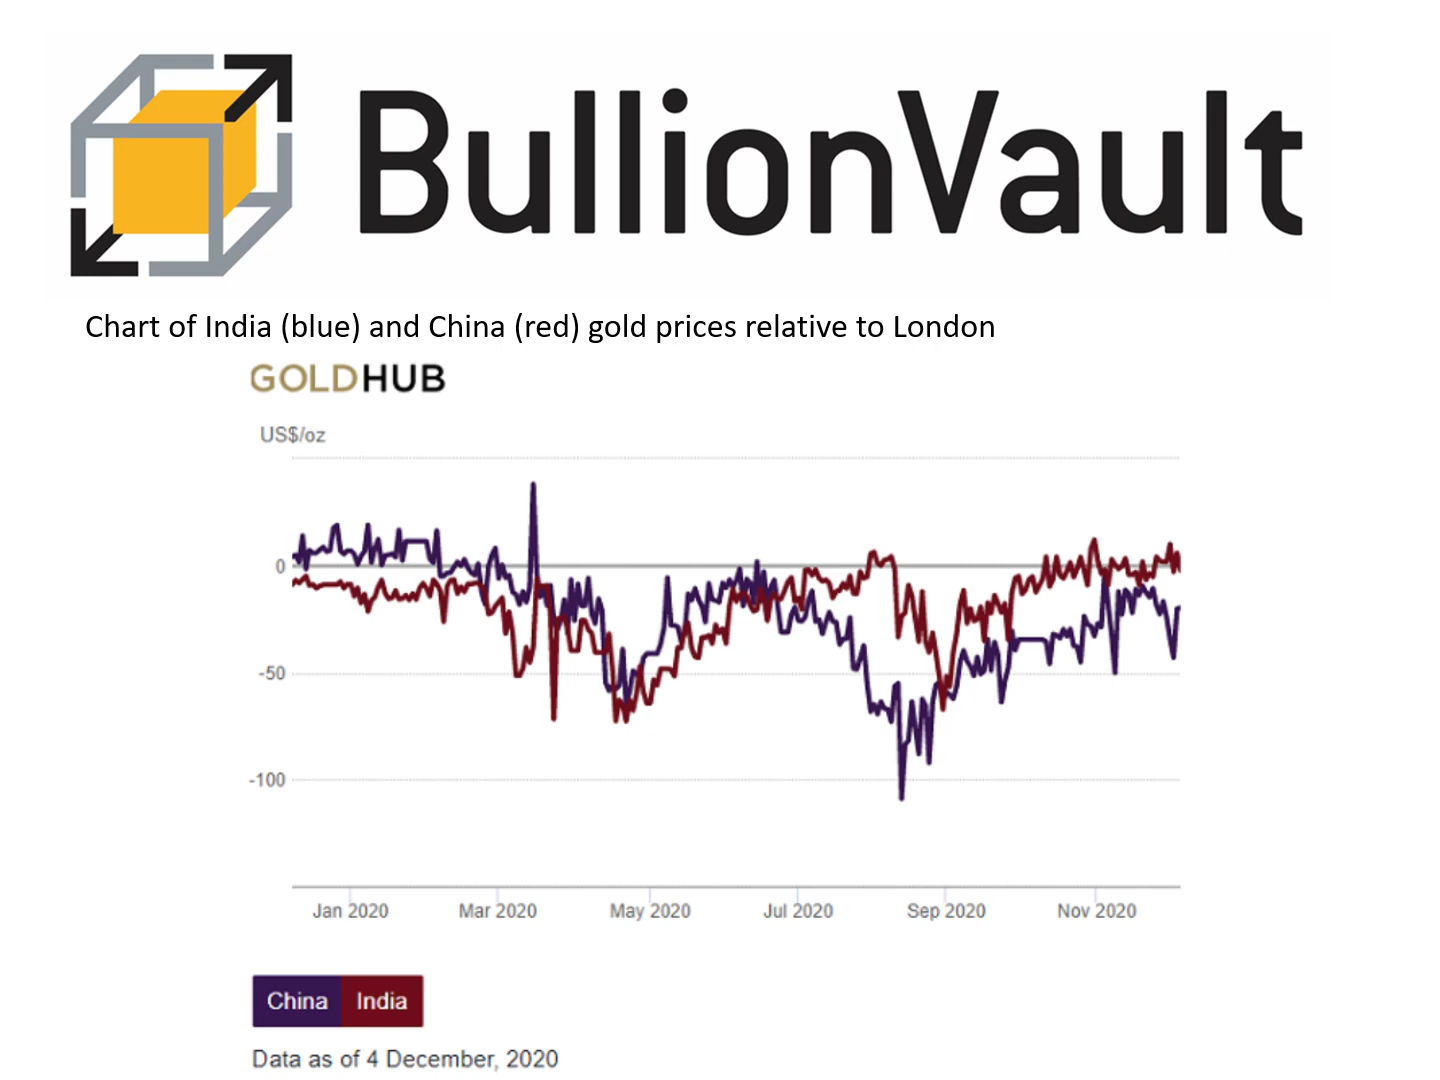 BullionVault
Chart of India (blue) and China (red) gold prices relative to London
GOLDHUB
US$/oz
0
-50
-100
Jan 2020 Mar 2020 May 2020 Jul 2020 Sep 2020 Nov 2020
China India
Data as of 4 December, 2020